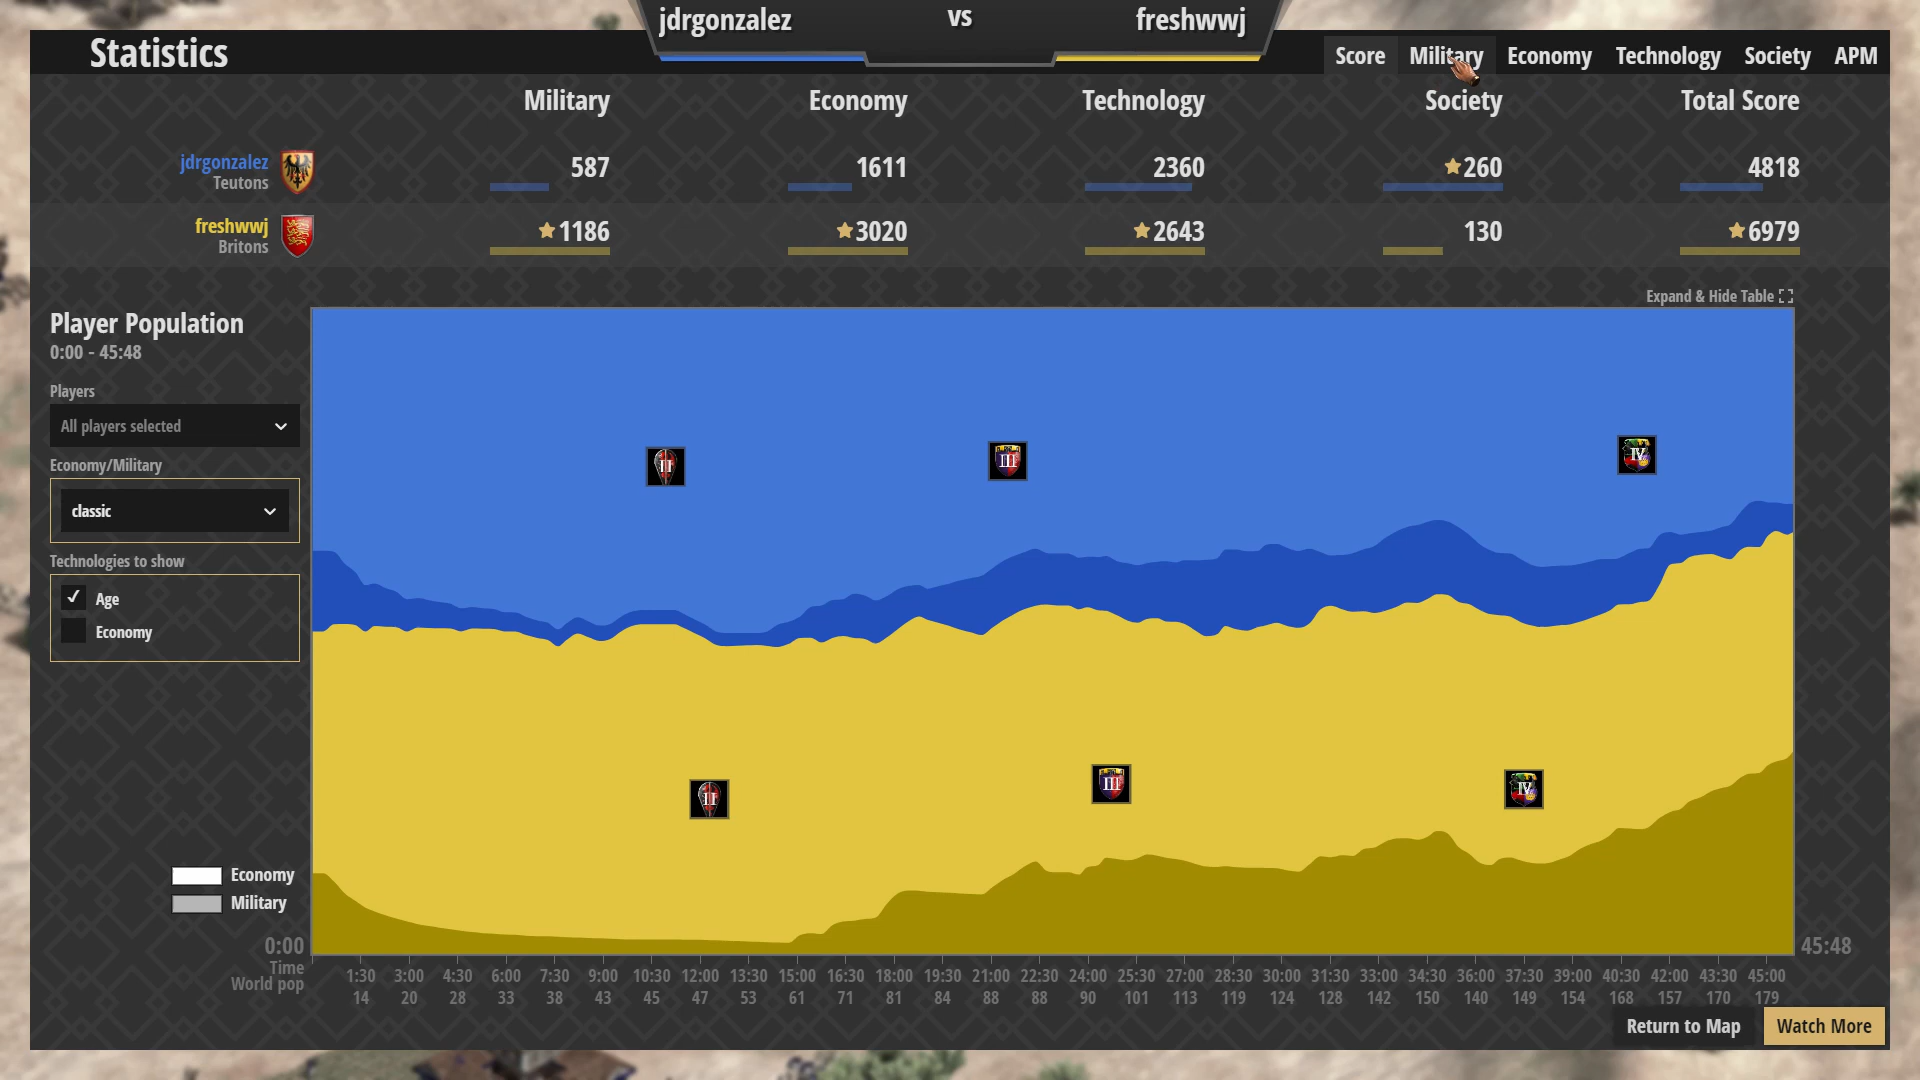 jdrgonzalez vs freshwwj
Statistics
Score Military Economy Technology Society APM
Military Economy Technology Society Total Score
jdrgonzalez 587 1611 2360 260 4818
Teutons
freshwwj 1186 3020 2643 130 6979
Britons
Expand & Hide Table
Player Population
0:00 - 45:48
Players
All players selected
Economy/Military
classic
Technologies to show
Age
Economy
II III IV
II III IV
Economy
Military
0:00 45:48
Time 1:30 3:00 4:30 6:00 7:30 9:00 10:30 12:00 13:30 15:00 16:30 18:00 19:30 21:00 22:30 24:00 25:30 27:00 28:30 30:00 31:30 33:00 34:30 36:00 37:30 39:00 40:30 42:00 43:30 45:00
World pop 14 20 28 33 38 43 45 47 53 61 71 81 84 88 88 90 101 113 119 124 128 142 150 140 149 154 168 157 170 179
Return to Map Watch More